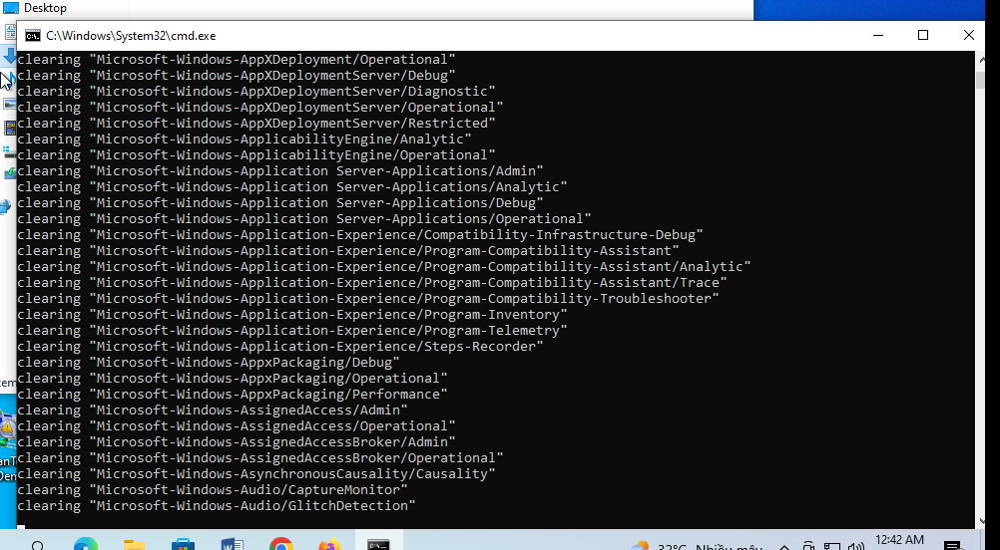 Desktop
C:\Windows\System32\cmd.exe
clearing "Microsoft-Windows-AppXDeployment/Operational"
clearing "Microsoft-Windows-AppXDeploymentServer/Debug"
clearing "Microsoft-Windows-AppXDeploymentServer/Diagnostic"
clearing "Microsoft-Windows-AppXDeploymentServer/Operational"
clearing "Microsoft-Windows-AppXDeploymentServer/Restricted"
clearing "Microsoft-Windows-ApplicabilityEngine/Analytic"
clearing "Microsoft-Windows-ApplicabilityEngine/Operational"
clearing "Microsoft-Windows-Application Server-Applications/Admin"
clearing "Microsoft-Windows-Application Server-Applications/Analytic"
clearing "Microsoft-Windows-Application Server-Applications/Debug"
clearing "Microsoft-Windows-Application Server-Applications/Operational"
clearing "Microsoft-Windows-Application-Experience/Compatibility-Infrastructure-Debug"
clearing "Microsoft-Windows-Application-Experience/Program-Compatibility-Assistant"
clearing "Microsoft-Windows-Application-Experience/Program-Compatibility-Assistant/Analytic"
clearing "Microsoft-Windows-Application-Experience/Program-Compatibility-Assistant/Trace"
clearing "Microsoft-Windows-Application-Experience/Program-Compatibility-Troubleshooter"
clearing "Microsoft-Windows-Application-Experience/Program-Inventory"
clearing "Microsoft-Windows-Application-Experience/Program-Telemetry"
clearing "Microsoft-Windows-Application-Experience/Steps-Recorder"
clearing "Microsoft-Windows-AppxPackaging/Debug"
clearing "Microsoft-Windows-AppxPackaging/Operational"
clearing "Microsoft-Windows-AppxPackaging/Performance"
clearing "Microsoft-Windows-AssignedAccess/Admin"
clearing "Microsoft-Windows-AssignedAccess/Operational"
clearing "Microsoft-Windows-AssignedAccessBroker/Admin"
clearing "Microsoft-Windows-AssignedAccessBroker/Operational"
clearing "Microsoft-Windows-AsynchronousCausality/Causality"
clearing "Microsoft-Windows-Audio/CaptureMonitor"
clearing "Microsoft-Windows-Audio/GlitchDetection"
32°C Nhiều mây
12:42 AM